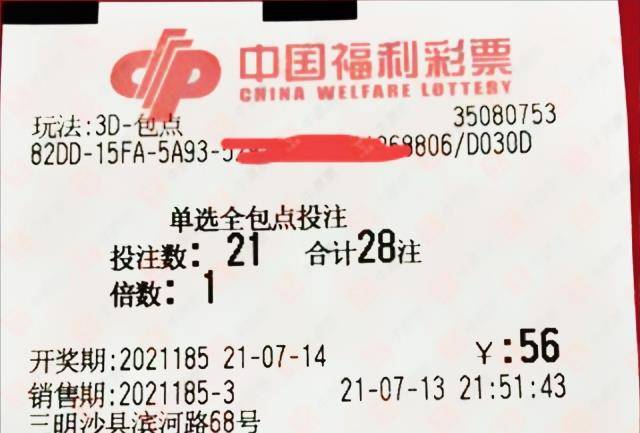 中国福利彩票
CHINA WELFARE LOTTERY
玩法:3D-包点 35080753
82DD-15FA-5A93- 8806/D030D
单选全包点投注
投注数: 21 合计28注
倍数: 1
开奖期:2021185 21-07-14 ¥:56
销售期:2021185-3 21-07-13 21:51:43
三明沙县滨河路68号